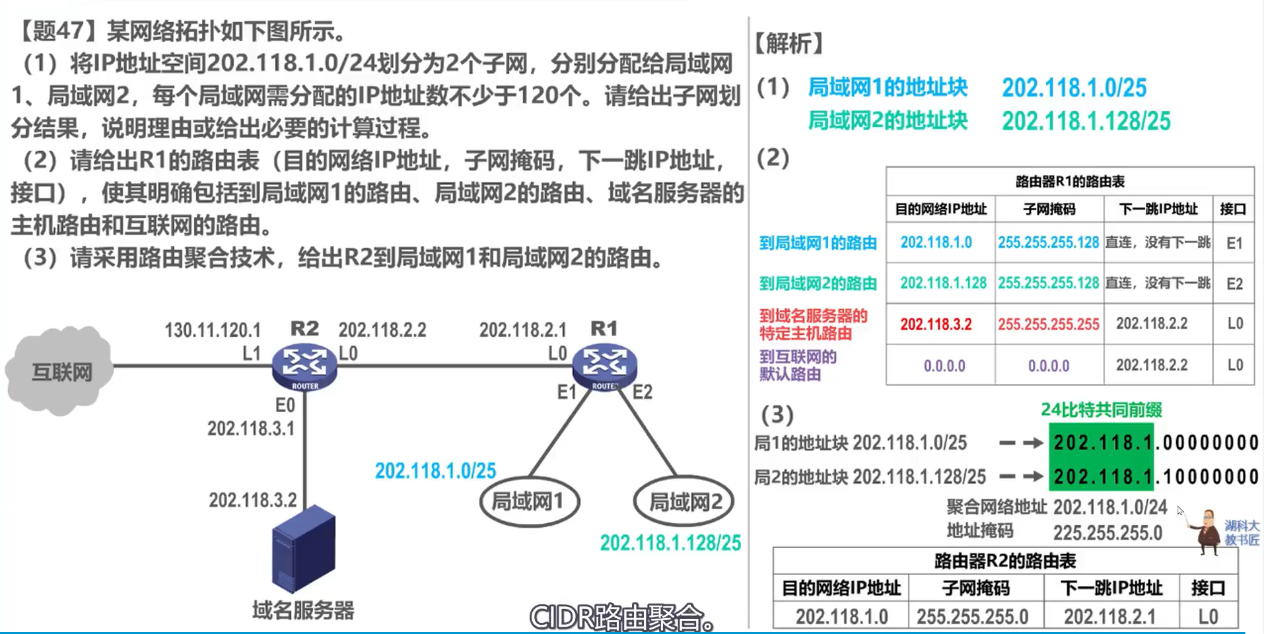 【题47】某网络拓扑如下图所示。
（1）将IP地址空间202.118.1.0/24划分为2个子网，分别分配给局域网
1、局域网2，每个局域网需分配的IP地址数不少于120个。请给出子网划
分结果，说明理由或给出必要的计算过程。
（2）请给出R1的路由表（目的网络IP地址，子网掩码，下一跳IP地址，
接口），使其明确包括到局域网1的路由、局域网2的路由、域名服务器的
主机路由和互联网的路由。
（3）请采用路由聚合技术，给出R2到局域网1和局域网2的路由。
130.11.120.1 R2 202.118.2.2 202.118.2.1 R1
L1 L0 L0
互联网
ROUTER ROUTER
E0 E1 E2
202.118.3.1
202.118.1.0/25
202.118.3.2 局域网1 局域网2
202.118.1.128/25
域名服务器
【解析】
（1） 局域网1的地址块 202.118.1.0/25
局域网2的地址块 202.118.1.128/25
（2）
路由器R1的路由表
目的网络IP地址 子网掩码 下一跳IP地址 接口
到局域网1的路由 202.118.1.0 255.255.255.128 直连，没有下一跳 E1
到局域网2的路由 202.118.1.128 255.255.255.128 直连，没有下一跳 E2
到域名服务器的
特定主机路由 202.118.3.2 255.255.255.255 202.118.2.2 L0
到互联网的
默认路由 0.0.0.0 0.0.0.0 202.118.2.2 L0
（3） 24比特共同前缀
局1的地址块 202.118.1.0/25 202.118.1.00000000
局2的地址块 202.118.1.128/25 202.118.1.10000000
聚合网络地址 202.118.1.0/24
地址掩码 225.255.255.0
湖科大
教书匠
路由器R2的路由表
目的网络IP地址 子网掩码 下一跳IP地址 接口
202.118.1.0 255.255.255.0 202.118.2.1 L0
CIDR路由聚合。